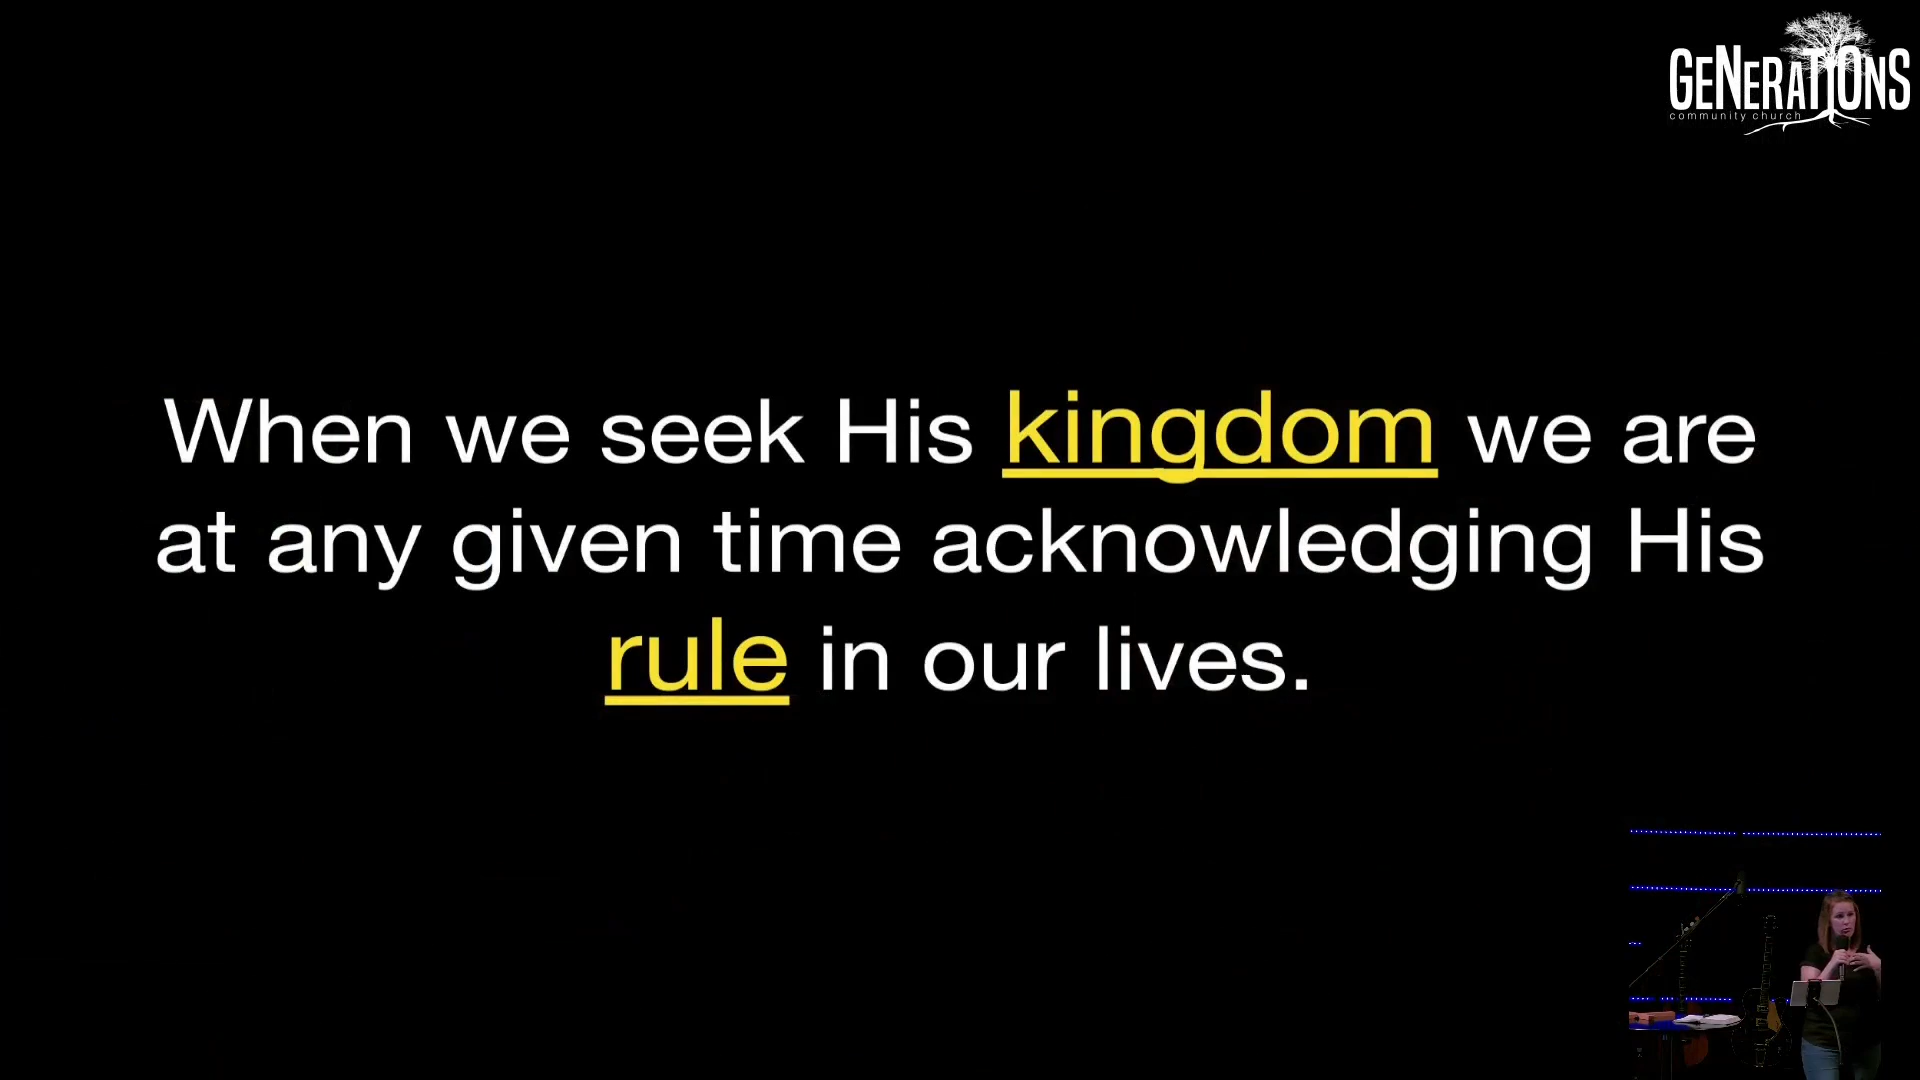 GENERATIONS
community church
When we seek His kingdom we are
at any given time acknowledging His
rule in our lives.